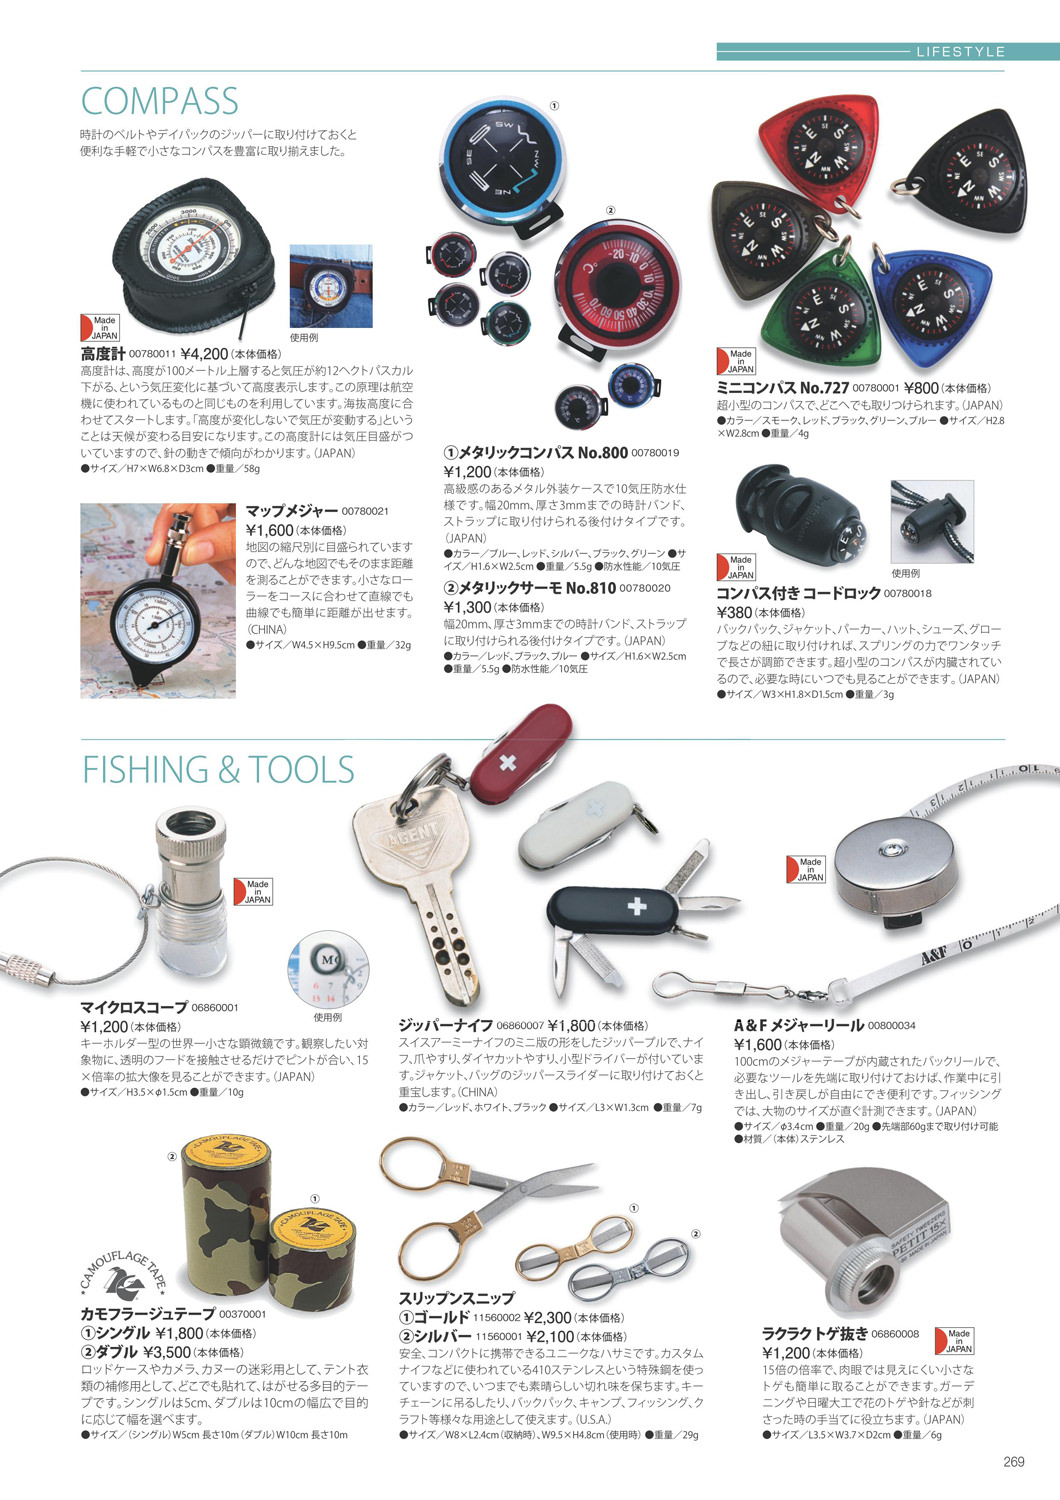 LIFESTYLE
COMPASS
時計のベルトやデイパックのジッパーに取り付けておくと
便利な手軽で小さなコンパスを豊富に取り揃えました。
Made
in
JAPAN
使用例
高度計 00780011 ¥4,200(本体価格)
高度計は、高度が100メートル上層すると気圧が約12ヘクトパスカル
下がる、という気圧変化に基づいて高度表示します。この原理は航空
機に使われているものと同じものを利用しています。海抜高度に合
わせてスタートします。「高度が変化しないで気圧が変動する」という
ことは天候が変わる目安になります。この高度計には気圧目盛がつ
いていますので、針の動きで傾向がわかります。(JAPAN)
●サイズ/H7×W6.8×D3cm ●重量/58g
マップメジャー 00780021
¥1,600(本体価格)
地図の縮尺別に目盛られています
ので、どんな地図でもそのまま距離
を測ることができます。小さなロー
ラーをコースに合わせて直線でも
曲線でも簡単に距離が出せます。
(CHINA)
●サイズ/W4.5×H9.5cm ●重量/32g
①
②
①メタリックコンパス No.800 00780019
¥1,200(本体価格)
高級感のあるメタル外装ケースで10気圧防水仕
様です。幅20mm、厚さ3mmまでの時計バンド、
ストラップに取り付けられる後付けタイプです。
(JAPAN)
●カラー/ブルー、レッド、シルバー、ブラック、グリーン ●サ
イズ/H1.6×W2.5cm ●重量/5.5g ●防水性能/10気圧
②メタリックサーモ No.810 00780020
¥1,300(本体価格)
幅20mm、厚さ3mmまでの時計バンド、ストラップ
に取り付けられる後付けタイプです。(JAPAN)
●カラー/レッド、ブラック、ブルー ●サイズ/H1.6×W2.5cm
●重量/5.5g ●防水性能/10気圧
Made
in
JAPAN
ミニコンパス No.727 00780001 ¥800(本体価格)
超小型のコンパスで、どこへでも取りつけられます。(JAPAN)
●カラー/スモーク、レッド、ブラック、グリーン、ブルー ●サイズ/H2.8
×W2.8cm ●重量/4g
Made
in
JAPAN
使用例
コンパス付き コードロック 00780018
¥380(本体価格)
バックパック、ジャケット、パーカー、ハット、シューズ、グロー
ブなどの紐に取り付ければ、スプリングの力でワンタッチ
で長さが調節できます。超小型のコンパスが内臓されてい
るので、必要な時にいつでも見ることができます。(JAPAN)
●サイズ/W3×H1.8×D1.5cm ●重量/3g
FISHING & TOOLS
Made
in
JAPAN
使用例
マイクロスコープ 06860001
¥1,200(本体価格)
キーホルダー型の世界一小さな顕微鏡です。観察したい対
象物に、透明のフードを接触させるだけでピントが合い、15
×倍率の拡大像を見ることができます。(JAPAN)
●サイズ/H3.5×φ1.5cm ●重量/10g
AGENT
ジッパーナイフ 06860007 ¥1,800(本体価格)
スイスアーミーナイフのミニ版の形をしたジッパープルで、ナイ
フ、爪やすり、ダイヤカットやすり、小型ドライバーが付いていま
す。ジャケット、バッグのジッパースライダーに取り付けておくと
重宝します。(CHINA)
●カラー/レッド、ホワイト、ブラック ●サイズ/L3×W1.3cm ●重量/7g
Made
in
JAPAN
A&F
A&F メジャーリール 00800034
¥1,600(本体価格)
100cmのメジャーテープが内蔵されたバックリールで、
必要なツールを先端に取り付けておけば、作業中に引
き出し、引き戻しが自由にでき便利です。フィッシング
では、大物のサイズが直ぐ計測できます。(JAPAN)
●サイズ/φ3.4cm ●重量/20g ●先端部60gまで取り付け可能
●材質/(本体)ステンレス
②
①
CAMOUFLAGE TAPE
カモフラージュテープ 00370001
①シングル ¥1,800(本体価格)
②ダブル ¥3,500(本体価格)
ロッドケースやカメラ、カヌーの迷彩用として、テント衣
類の補修用として、どこでも貼れて、はがせる多目的テー
プです。シングルは5cm、ダブルは10cmの幅広で目的
に応じて幅を選べます。
●サイズ/(シングル)W5cm 長さ10m(ダブル)W10cm 長さ10m
①
②
スリップンスニップ
①ゴールド 11560002 ¥2,300(本体価格)
②シルバー 11560001 ¥2,100(本体価格)
安全、コンパクトに携帯できるユニークなハサミです。カスタム
ナイフなどに使われている410ステンレスという特殊鋼を使っ
ていますので、いつまでも素晴らしい切れ味を保ちます。キー
チェーンに吊るしたり、バックパック、キャンプ、フィッシング、ク
ラフト等様々な用途として使えます。(U.S.A.)
●サイズ/W8×L2.4cm(収納時)、W9.5×H4.8cm(使用時) ●重量/29g
SAFETY-TWEEZERS
PETIT 15X
MADE IN JAPAN
ラクラクトゲ抜き 06860008
¥1,200(本体価格)
Made
in
JAPAN
15倍の倍率で、肉眼では見えにくい小さな
トゲも簡単に取ることができます。ガーデ
ニングや日曜大工で花のトゲや針などが刺
さった時の手当てに役立ちます。(JAPAN)
●サイズ/L3.5×W3.7×D2cm ●重量/6g
269